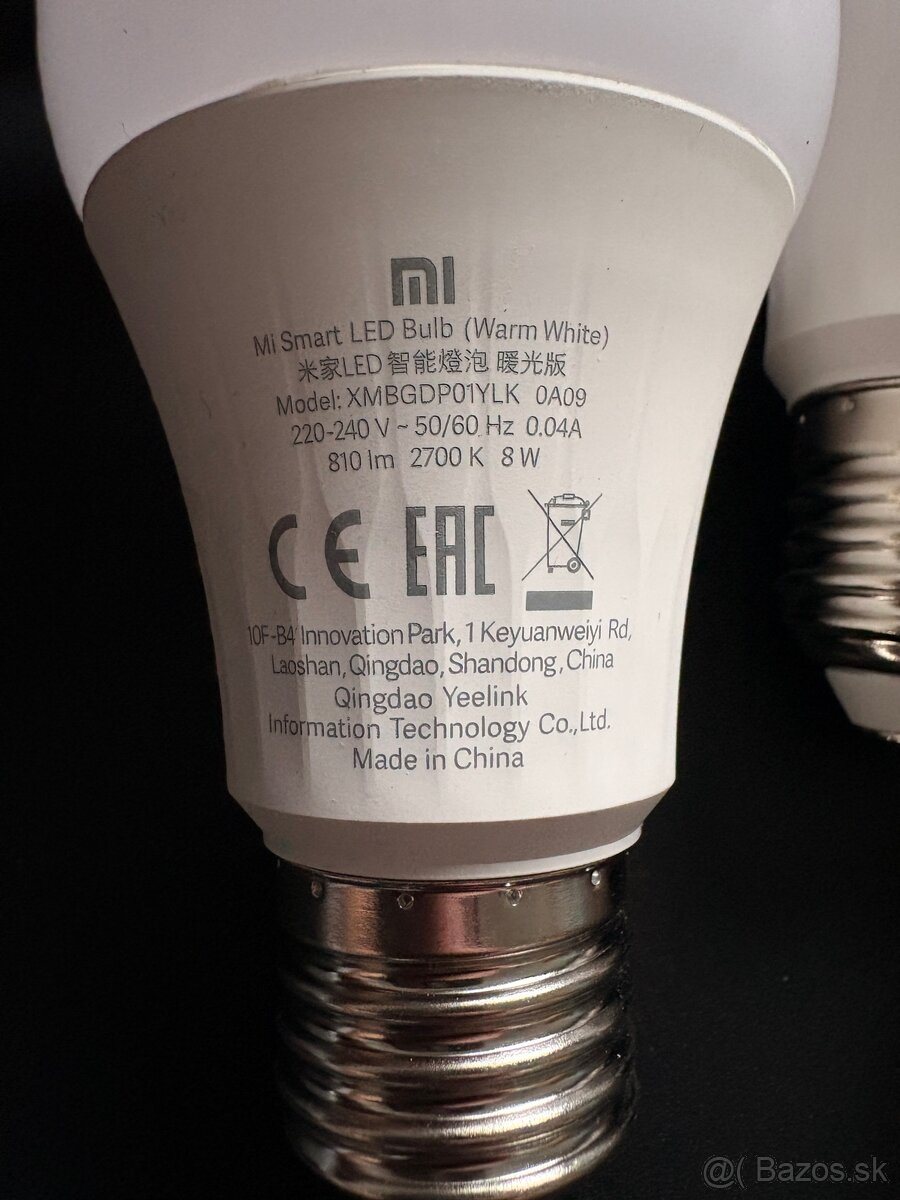 MI
Mi Smart LED Bulb (Warm White)
米家LED 智能燈泡 暖光版
Model: XMBGDP01YLK 0A09
220-240 V ~ 50/60 Hz 0.04A
810 lm 2700 K 8 W
CE EAC
10F-B4 Innovation Park, 1 Keyuanweiyi Rd,
Laoshan, Qingdao, Shandong, China
Qingdao Yeelink
Information Technology Co.,Ltd.
Made in China
@( Bazos.sk